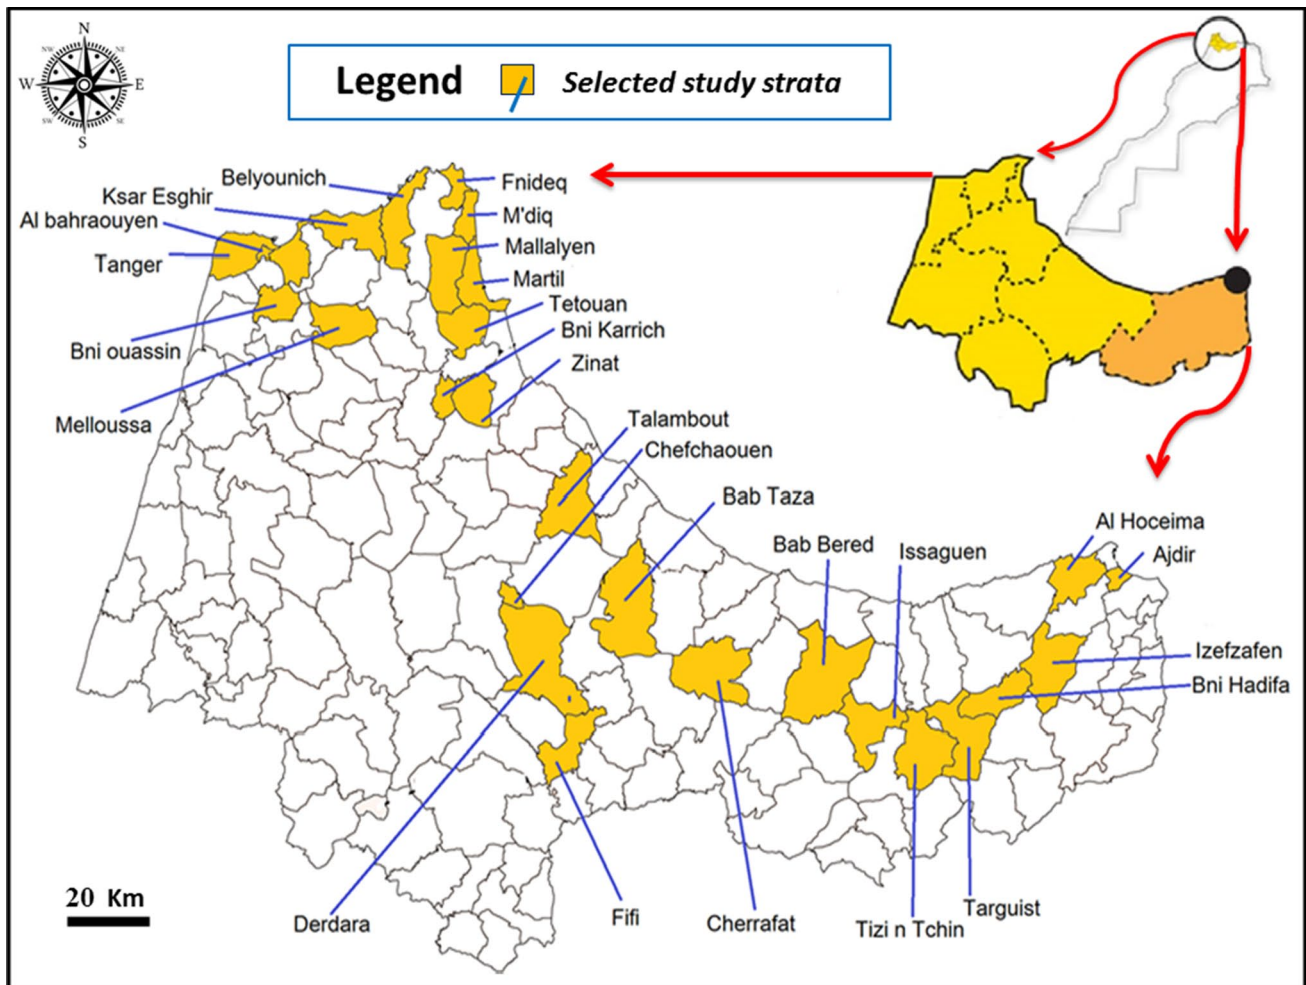 N
NW
NE
W
E
SW
SE
S
Legend
Selected study strata
Belyounich
Fnideq
Ksar Esghir
M'diq
Al bahraouyen
Mallalyen
Tanger
Martil
Tetouan
Bni Karrich
Bni ouassin
Zinat
Melloussa
Talambout
Chefchaouen
Bab Taza
Al Hoceima
Bab Bered
Issaguen
Ajdir
Izefzafen
Bni Hadifa
20 Km
Derdara
Fifi
Cherrafat
Targuist
Tizi n Tchin